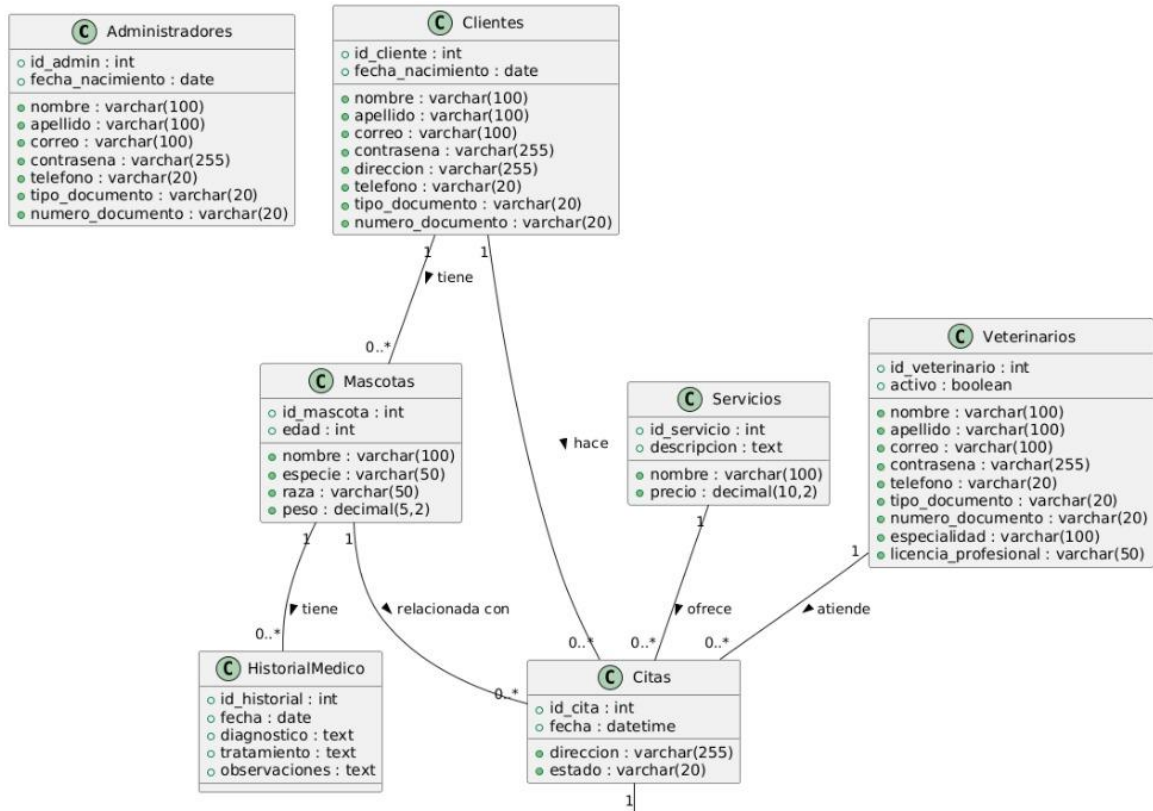 C Administradores
id_admin : int
fecha_nacimiento : date
nombre : varchar(100)
apellido : varchar(100)
correo : varchar(100)
contrasena : varchar(255)
telefono : varchar(20)
tipo_documento : varchar(20)
numero_documento : varchar(20)
C Clientes
id_cliente : int
fecha_nacimiento : date
nombre : varchar(100)
apellido : varchar(100)
correo : varchar(100)
contrasena : varchar(255)
direccion : varchar(255)
telefono : varchar(20)
tipo_documento : varchar(20)
numero_documento : varchar(20)
1
1
tiene
0..*
C Mascotas
id_mascota : int
edad : int
nombre : varchar(100)
especie : varchar(50)
raza : varchar(50)
peso : decimal(5,2)
1
1
hace
C Servicios
id_servicio : int
descripcion : text
nombre : varchar(100)
precio : decimal(10,2)
1
C Veterinarios
id_veterinario : int
activo : boolean
nombre : varchar(100)
apellido : varchar(100)
correo : varchar(100)
contrasena : varchar(255)
telefono : varchar(20)
tipo_documento : varchar(20)
numero_documento : varchar(20)
especialidad : varchar(100)
licencia_profesional : varchar(50)
1
tiene
relacionada con
ofrece
atiende
0..*
0..*
0..*
0..*
0..*
C HistorialMedico
id_historial : int
fecha : date
diagnostico : text
tratamiento : text
observaciones : text
C Citas
id_cita : int
fecha : datetime
direccion : varchar(255)
estado : varchar(20)
1